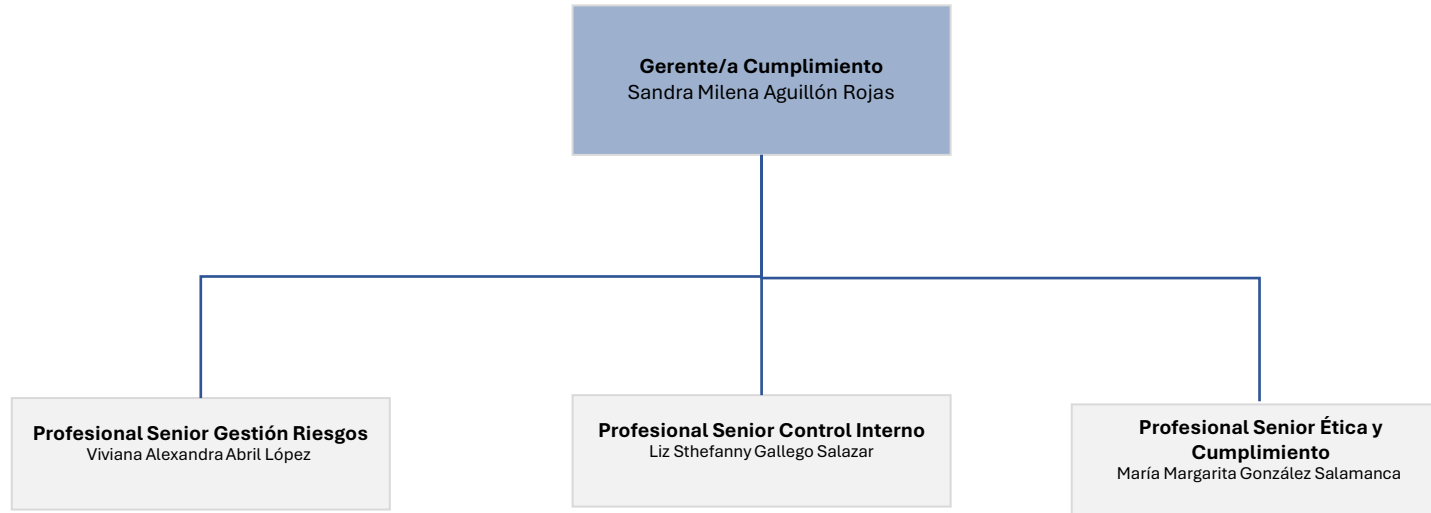 Gerente/a Cumplimiento
Sandra Milena Aguillón Rojas
Profesional Senior Gestión Riesgos
Viviana Alexandra Abril López
Profesional Senior Control Interno
Liz Sthefanny Gallego Salazar
Profesional Senior Ética y
Cumplimiento
María Margarita González Salamanca